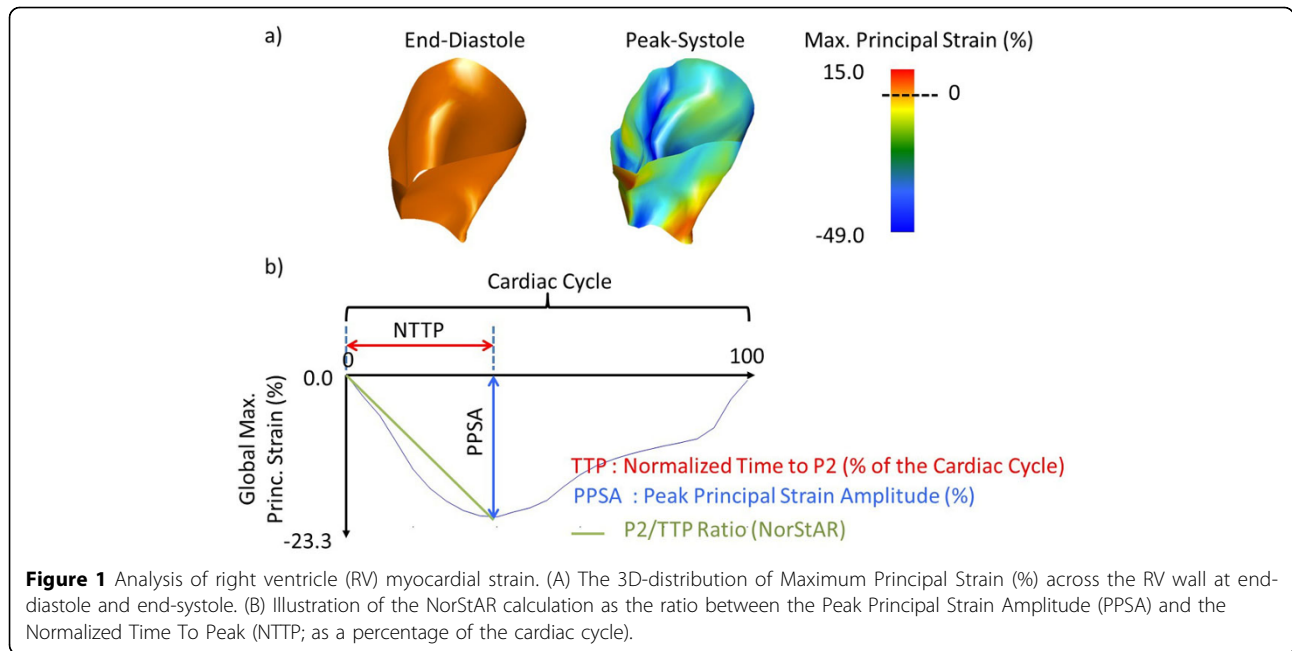 a)
End-Diastole
Peak-Systole
Max. Principal Strain (%)
15.0
0
-49.0
b)
Cardiac Cycle
NTTP
0
100
0.0
Global Max.
Princ. Strain (%)
PPSA
TTP : Normalized Time to P2 (% of the Cardiac Cycle)
PPSA : Peak Principal Strain Amplitude (%)
P2/TTP Ratio (NorStAR)
-23.3
Figure 1 Analysis of right ventricle (RV) myocardial strain. (A) The 3D-distribution of Maximum Principal Strain (%) across the RV wall at end-
diastole and end-systole. (B) Illustration of the NorStAR calculation as the ratio between the Peak Principal Strain Amplitude (PPSA) and the
Normalized Time To Peak (NTTP; as a percentage of the cardiac cycle).